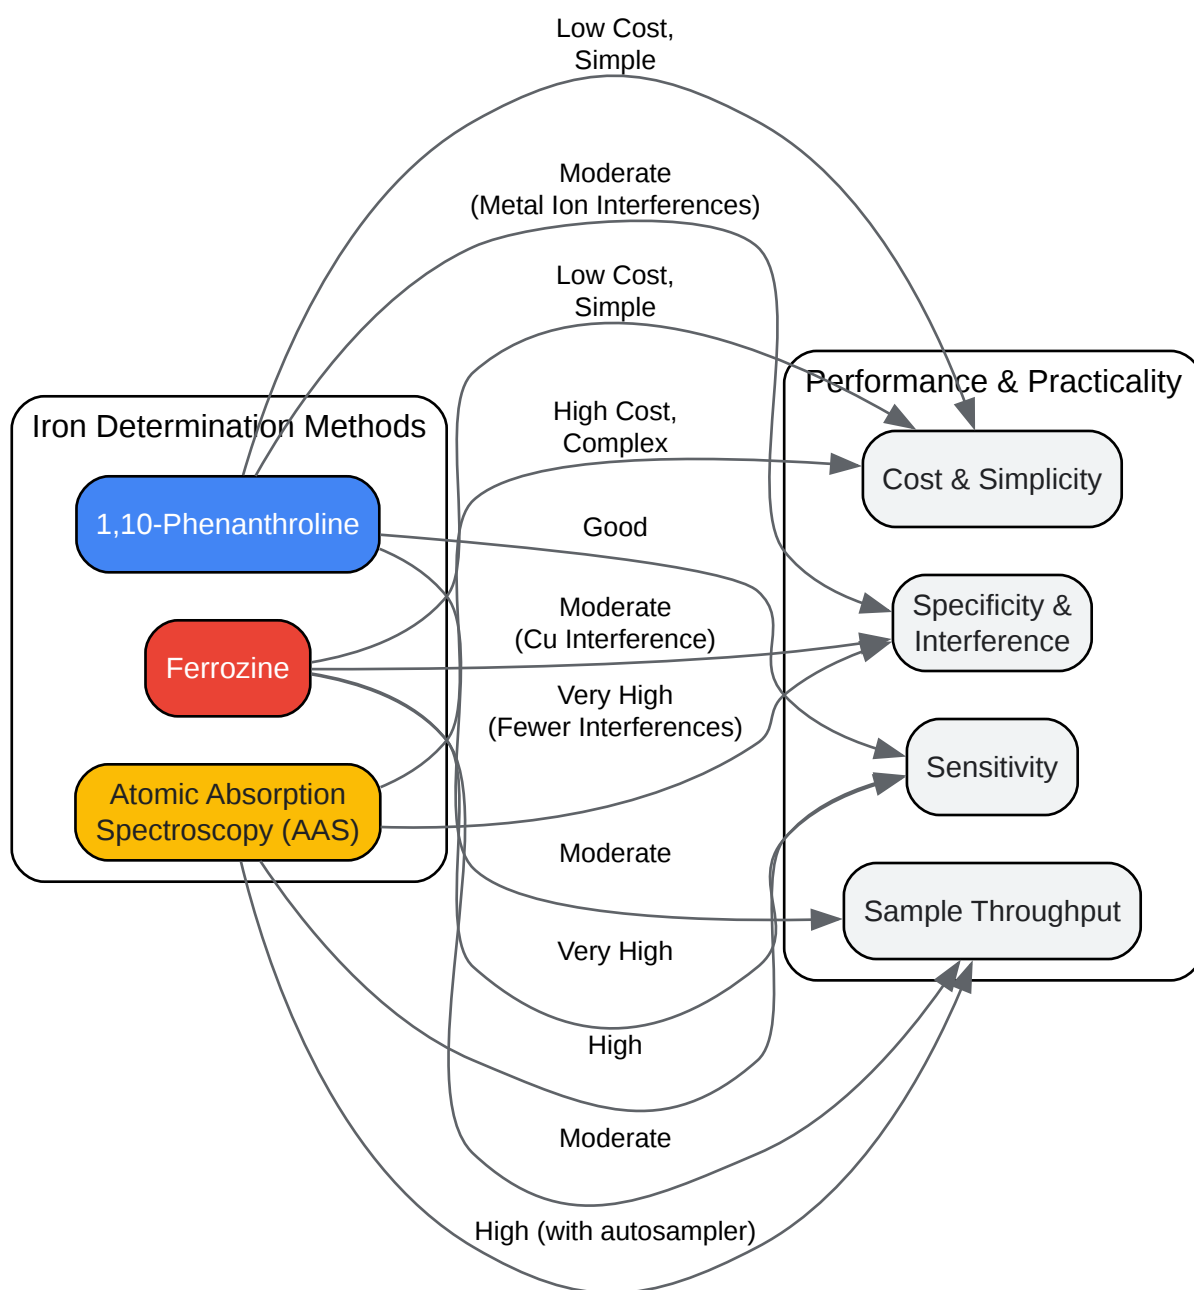 Low Cost,
Simple
Moderate
(Metal Ion Interferences)
Low Cost,
Simple
Performance & Practicality
Iron Determination Methods
High Cost,
Complex
Cost & Simplicity
1,10-Phenanthroline
Good
Specificity &
Interference
Moderate
(Cu Interference)
Ferrozine
Very High
(Fewer Interferences)
Sensitivity
Atomic Absorption
Spectroscopy (AAS)
Moderate
Sample Throughput
Very High
High
Moderate
High (with autosampler)